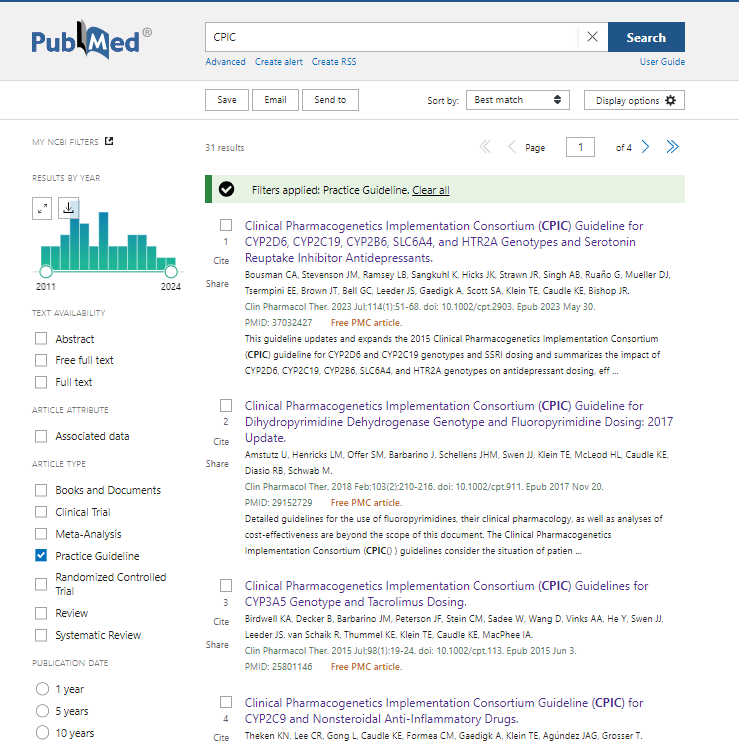 PubMed®
CPIC
Search
Advanced Create alert Create RSS
User Guide
Save Email Send to
Sort by: Best match
Display options
MY NCBI FILTERS
31 results
Page 1 of 4
RESULTS BY YEAR
Filters applied: Practice Guideline. Clear all
2011 2024
TEXT AVAILABILITY
Abstract
Free full text
Full text
ARTICLE ATTRIBUTE
Associated data
ARTICLE TYPE
Books and Documents
Clinical Trial
Meta-Analysis
Practice Guideline
Randomized Controlled
Trial
Review
Systematic Review
PUBLICATION DATE
1 year
5 years
10 years
1
Cite
Share
Clinical Pharmacogenetics Implementation Consortium (CPIC) Guideline for
CYP2D6, CYP2C19, CYP2B6, SLC6A4, and HTR2A Genotypes and Serotonin
Reuptake Inhibitor Antidepressants.
Bousman CA, Stevenson JM, Ramsey LB, Sangkuhl K, Hicks JK, Strawn JR, Singh AB, Ruaño G, Mueller DJ,
Tsermpini EE, Brown JT, Bell GC, Leeder JS, Gaedigk A, Scott SA, Klein TE, Caudle KE, Bishop JR.
Clin Pharmacol Ther. 2023 Jul;114(1):51-68. doi: 10.1002/cpt.2903. Epub 2023 May 30.
PMID: 37032427 Free PMC article.
This guideline updates and expands the 2015 Clinical Pharmacogenetics Implementation Consortium
(CPIC) guideline for CYP2D6 and CYP2C19 genotypes and SSRI dosing and summarizes the impact of
CYP2D6, CYP2C19, CYP2B6, SLC6A4, and HTR2A genotypes on antidepressant dosing, eff ...
2
Cite
Share
Clinical Pharmacogenetics Implementation Consortium (CPIC) Guideline for
Dihydropyrimidine Dehydrogenase Genotype and Fluoropyrimidine Dosing: 2017
Update.
Amstutz U, Henricks LM, Offer SM, Barbarino J, Schellens JHM, Swen JJ, Klein TE, McLeod HL, Caudle KE,
Diasio RB, Schwab M.
Clin Pharmacol Ther. 2018 Feb;103(2):210-216. doi: 10.1002/cpt.911. Epub 2017 Nov 20.
PMID: 29152729 Free PMC article.
Detailed guidelines for the use of fluoropyrimidines, their clinical pharmacology, as well as analyses of
cost-effectiveness are beyond the scope of this document. The Clinical Pharmacogenetics
Implementation Consortium (CPIC() ) guidelines consider the situation of patien ...
3
Cite
Share
Clinical Pharmacogenetics Implementation Consortium (CPIC) Guidelines for
CYP3A5 Genotype and Tacrolimus Dosing.
Birdwell KA, Decker B, Barbarino JM, Peterson JF, Stein CM, Sadee W, Wang D, Vinks AA, He Y, Swen JJ,
Leeder JS, van Schaik R, Thummel KE, Klein TE, Caudle KE, MacPhee IA.
Clin Pharmacol Ther. 2015 Jul;98(1):19-24. doi: 10.1002/cpt.113. Epub 2015 Jun 3.
PMID: 25801146 Free PMC article.
4
Cite
Clinical Pharmacogenetics Implementation Consortium Guideline (CPIC) for
CYP2C9 and Nonsteroidal Anti-Inflammatory Drugs.
Theken KN, Lee CR, Gong L, Caudle KE, Formea CM, Gaedigk A, Klein TE, Agúndez JAG, Grosser T.